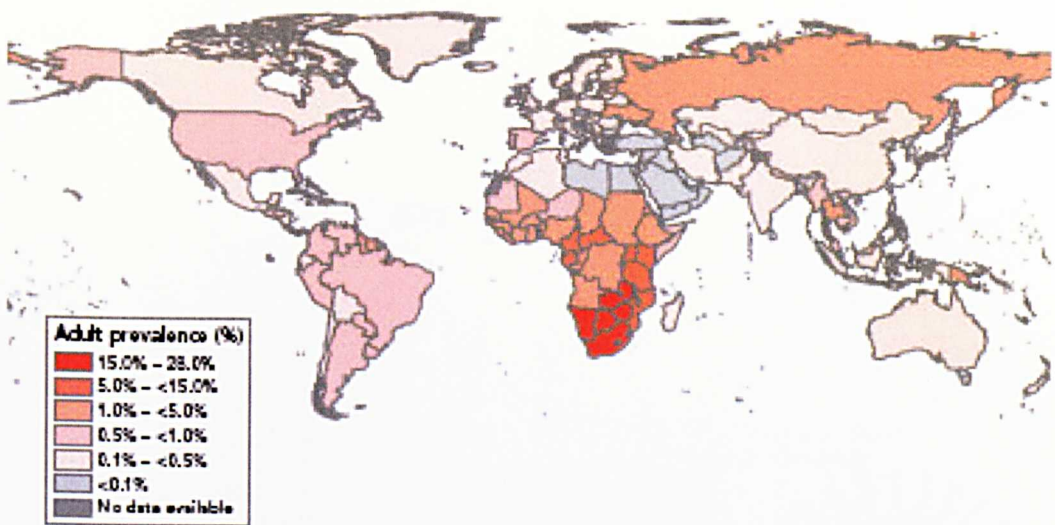 Adult prevalence (%)
15.0% – 28.0%
5.0% – <15.0%
1.0% – <5.0%
0.5% – <1.0%
0.1% – <0.5%
<0.1%
No data available